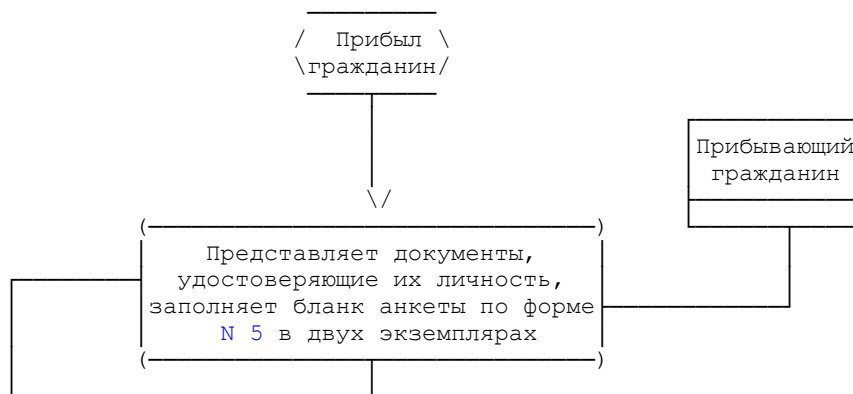 Прибыл
гражданин
Прибывающий
гражданин
Представляет документы,
удостоверяющие их личность,
заполняет бланк анкеты по форме
N 5 в двух экземплярах